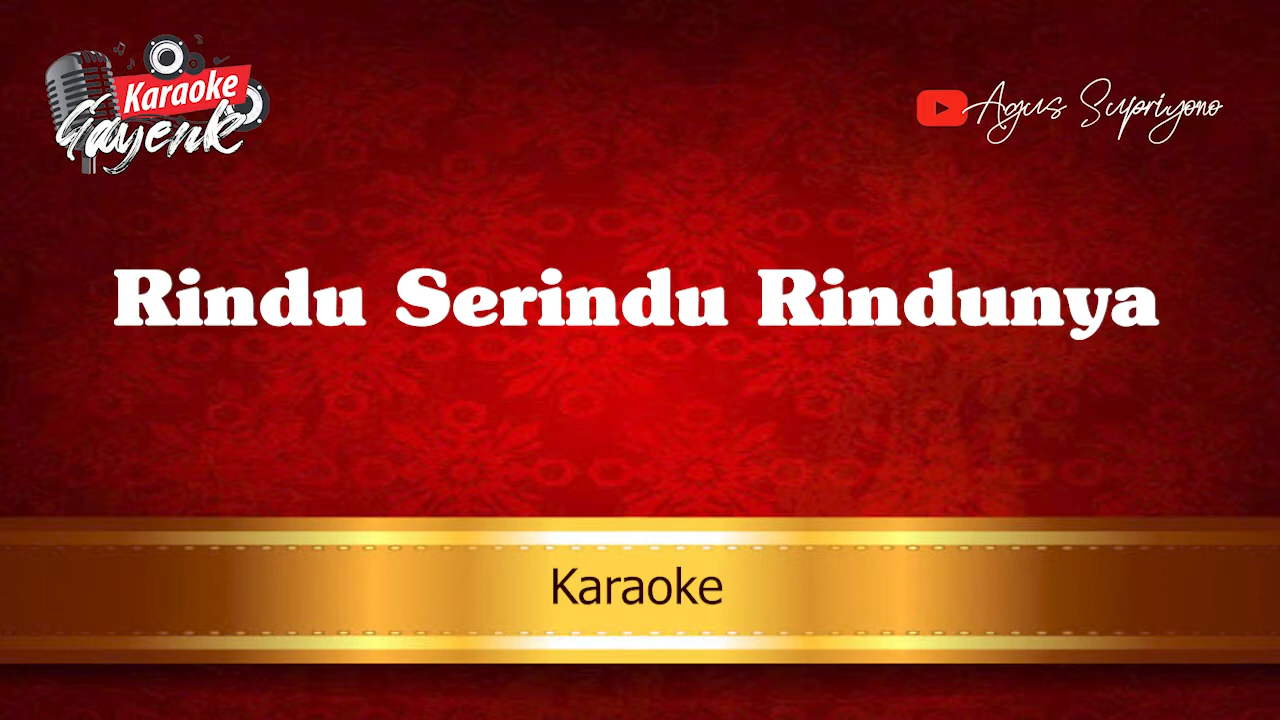 Karaoke
Gayenk
Agus Supriyono
Rindu Serindu Rindunya
Karaoke